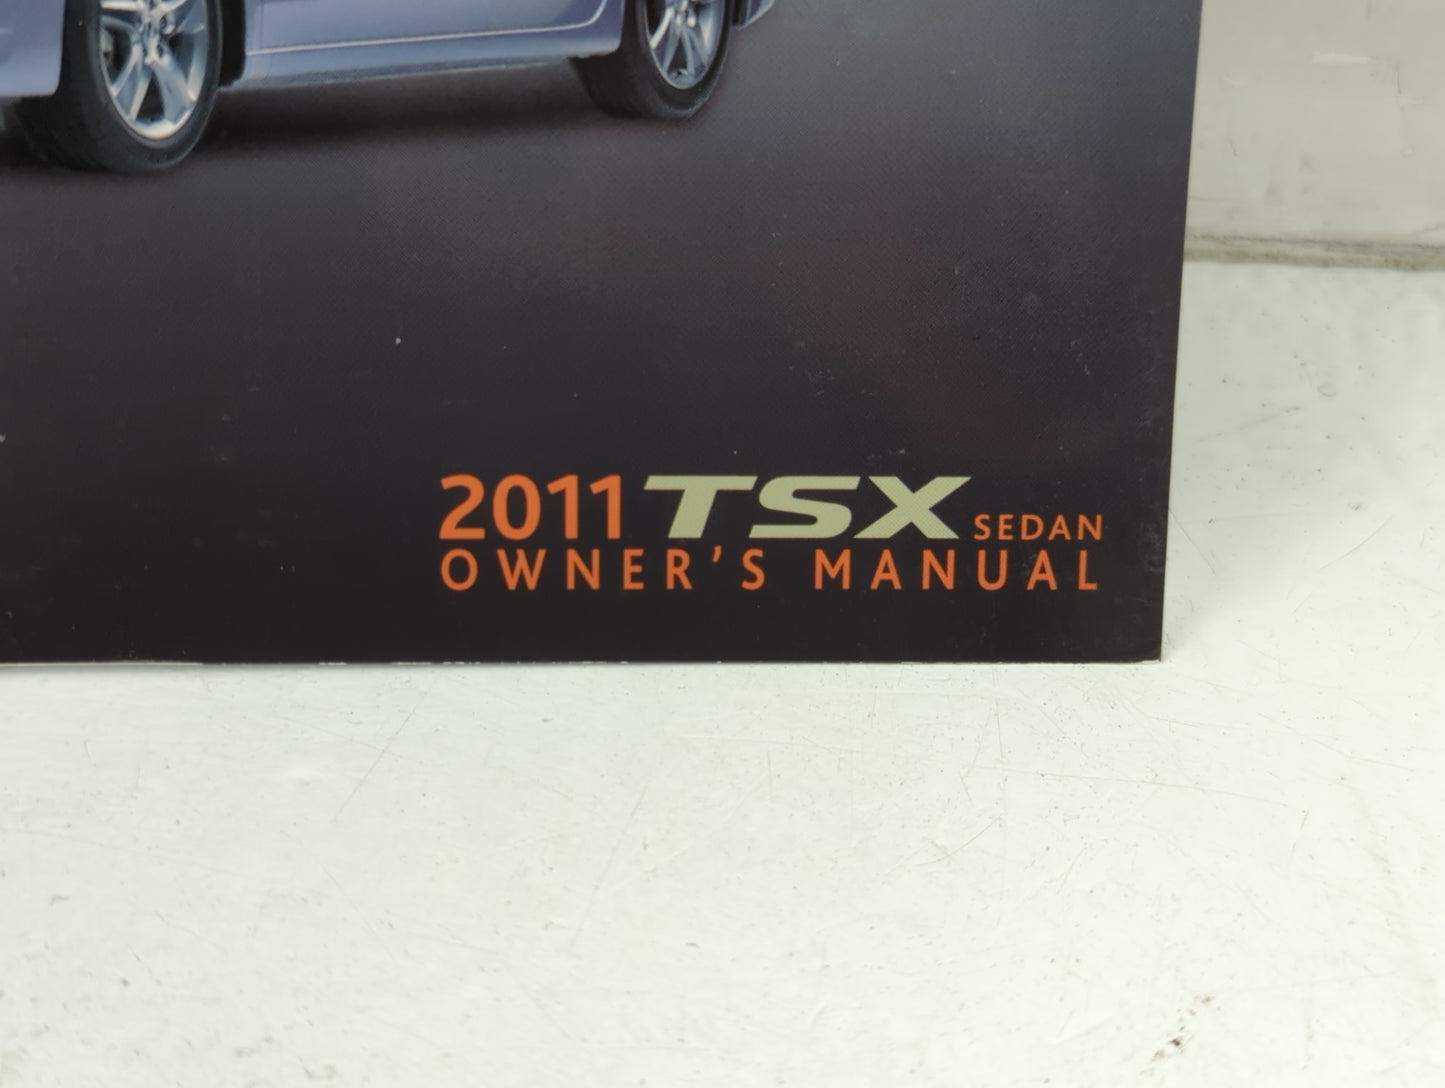 2011 TSX SEDAN
OWNER'S MANUAL